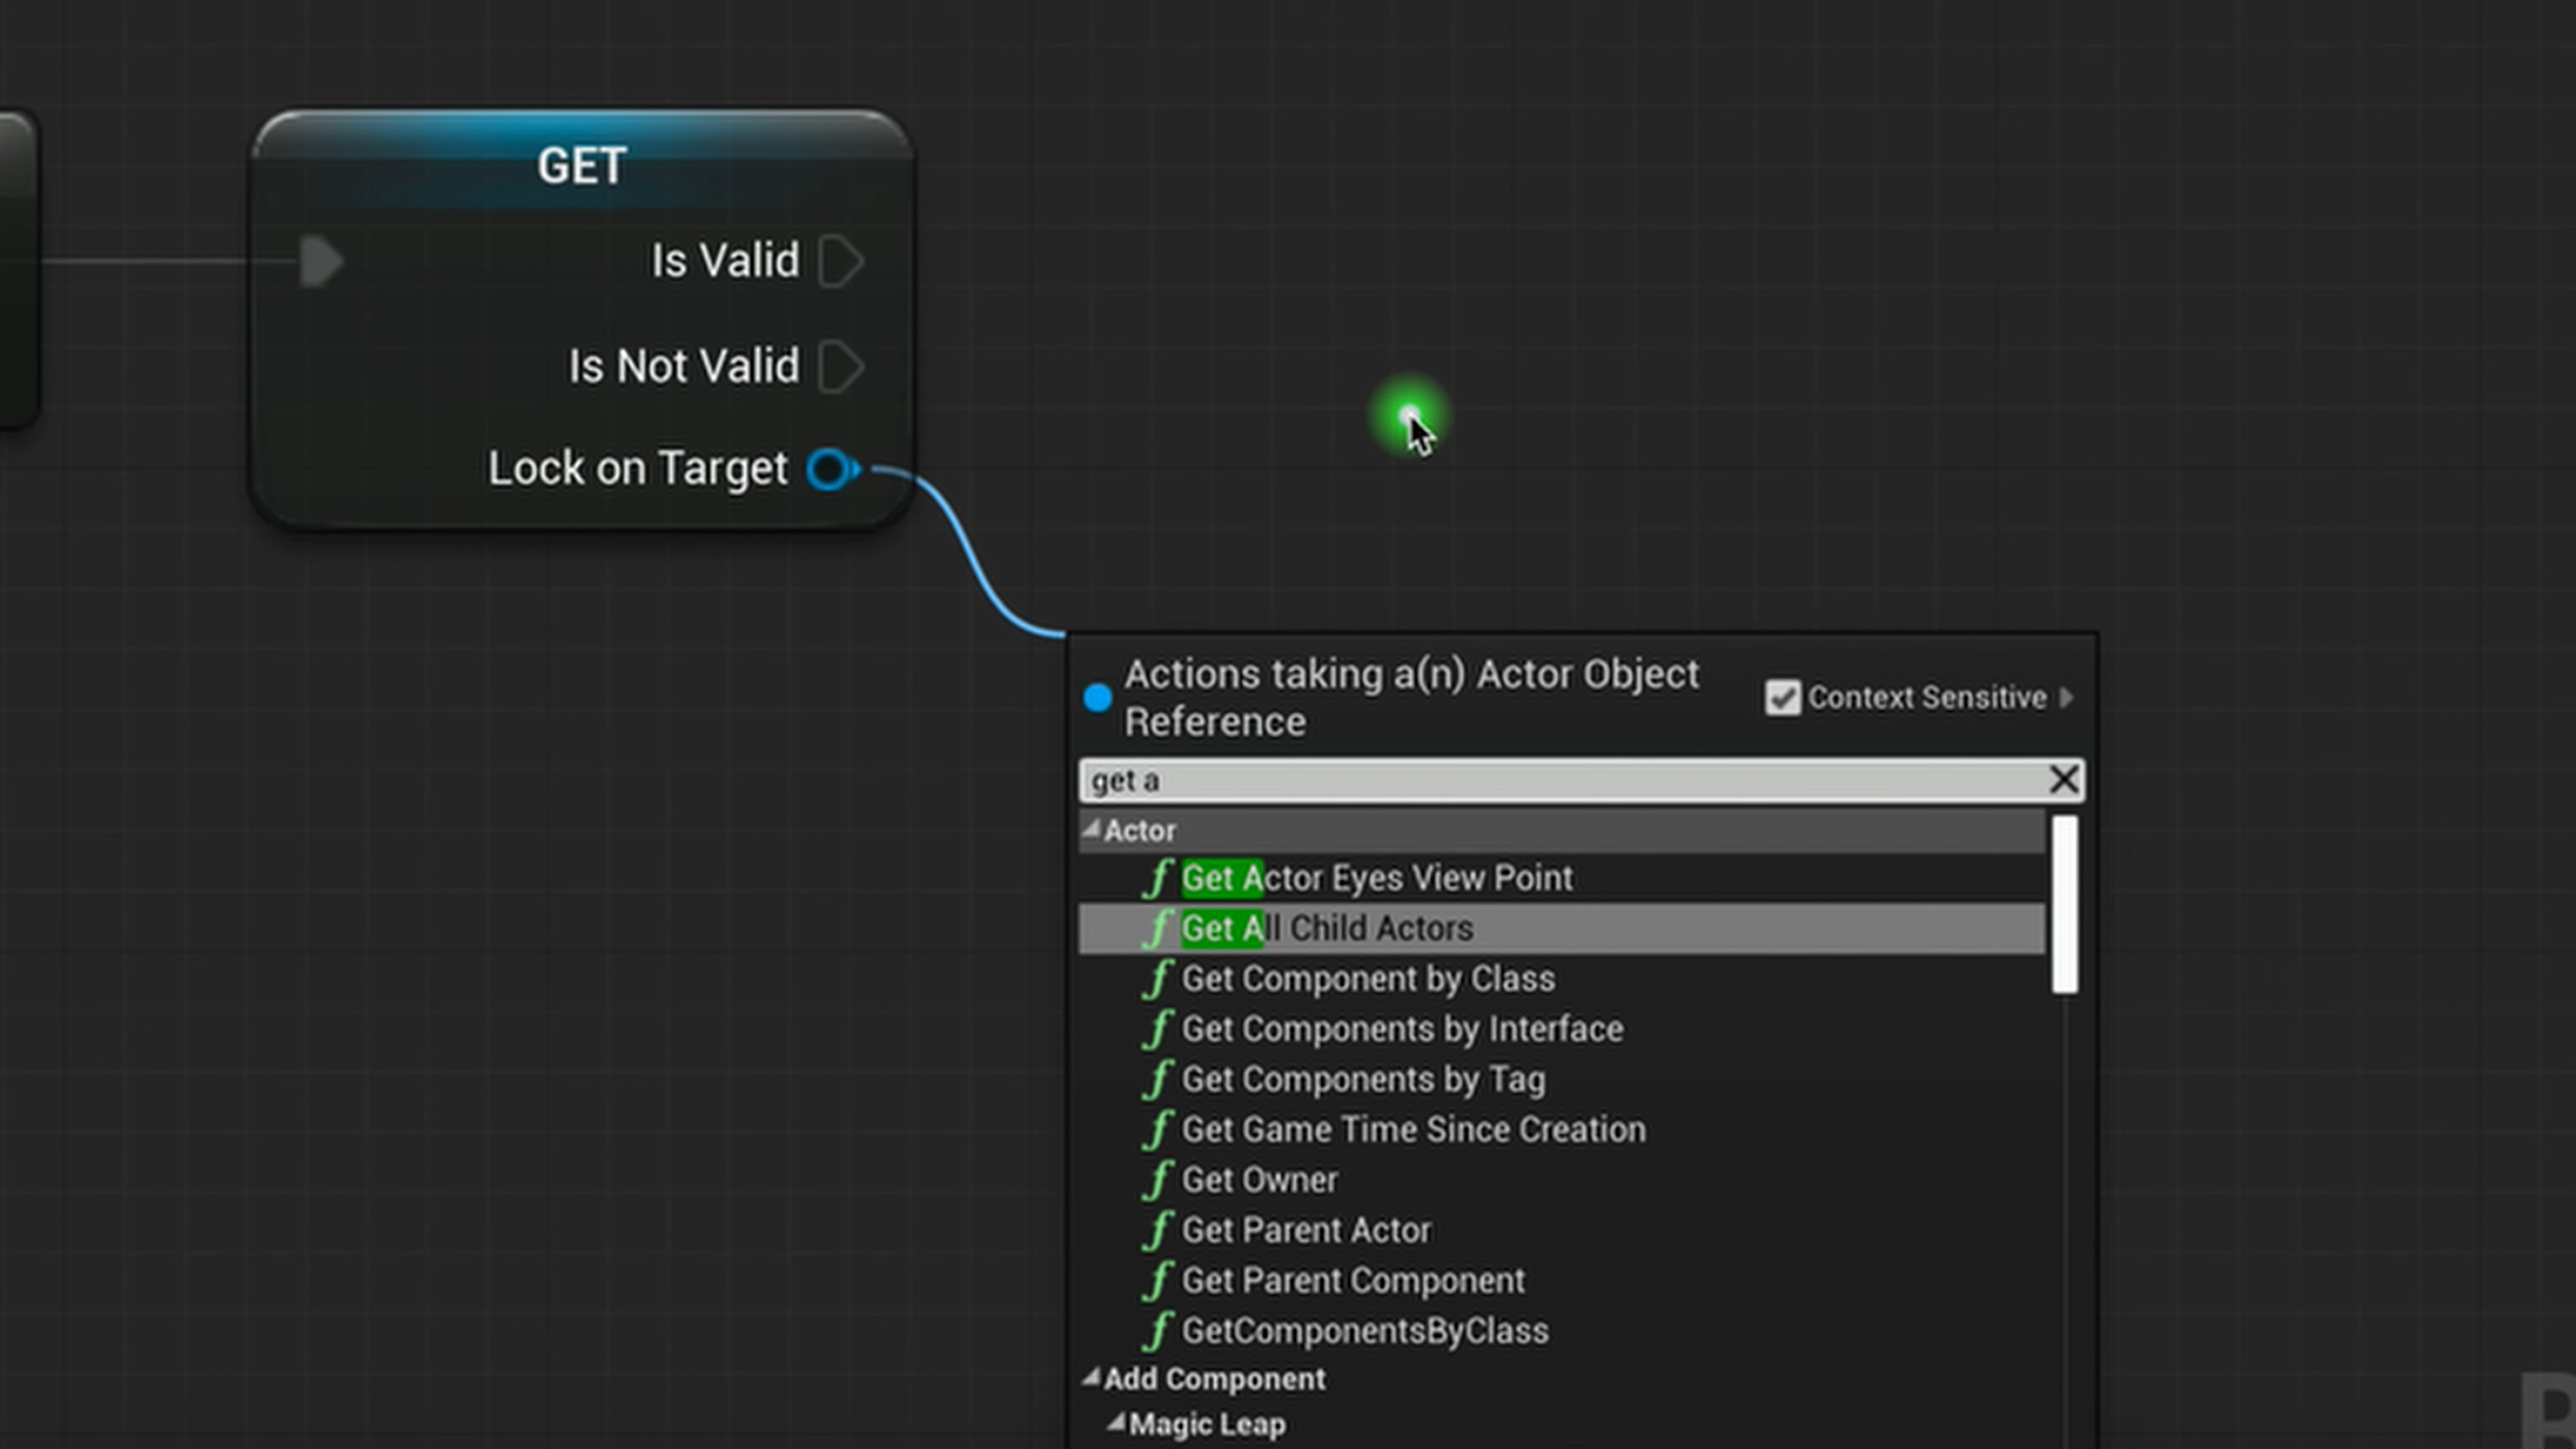 GET
Is Valid
Is Not Valid
Lock on Target
Actions taking a(n) Actor Object
Reference
Context Sensitive
get a
Actor
Get Actor Eyes View Point
Get All Child Actors
Get Component by Class
Get Components by Interface
Get Components by Tag
Get Game Time Since Creation
Get Owner
Get Parent Actor
Get Parent Component
GetComponentsByClass
Add Component
Magic Leap